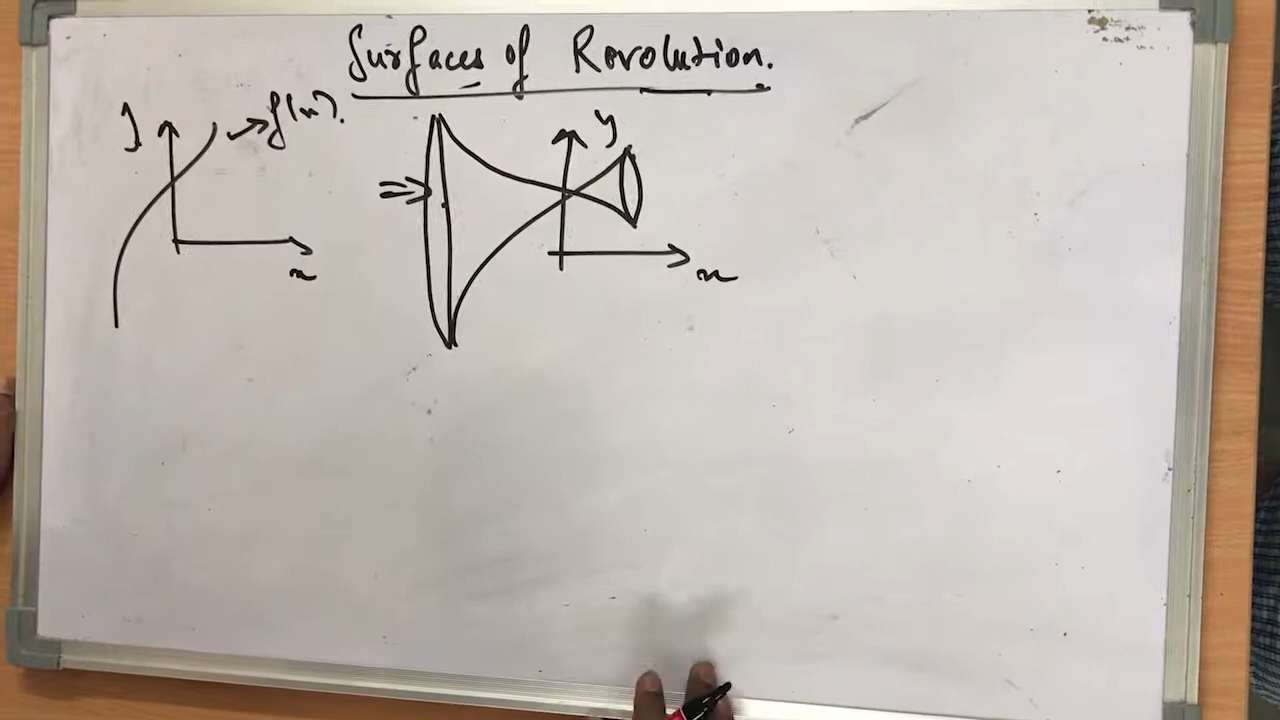 Surfaces of Revolution.
y
f(x).
x
y
x